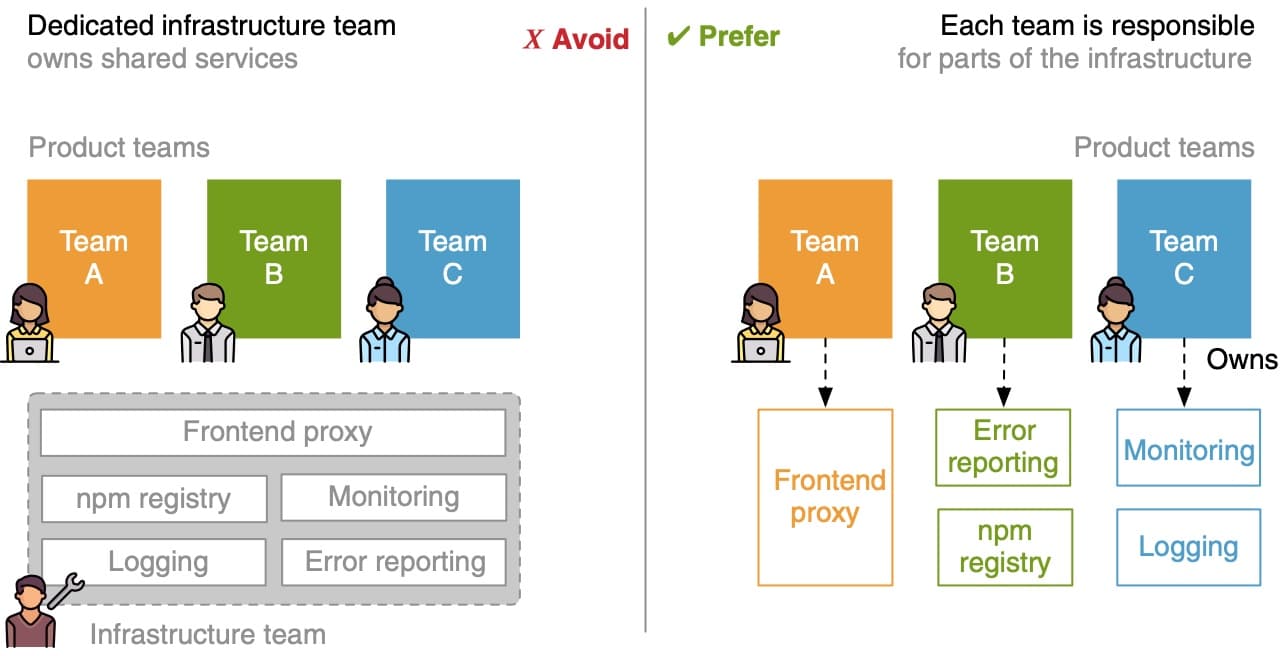 Dedicated infrastructure team
owns shared services
X Avoid
Product teams
Team
A
Team
B
Team
C
Frontend proxy
npm registry
Monitoring
Logging
Error reporting
Infrastructure team
✔ Prefer
Each team is responsible
for parts of the infrastructure
Product teams
Team
A
Team
B
Team
C
Owns
Frontend
proxy
Error
reporting
npm
registry
Monitoring
Logging